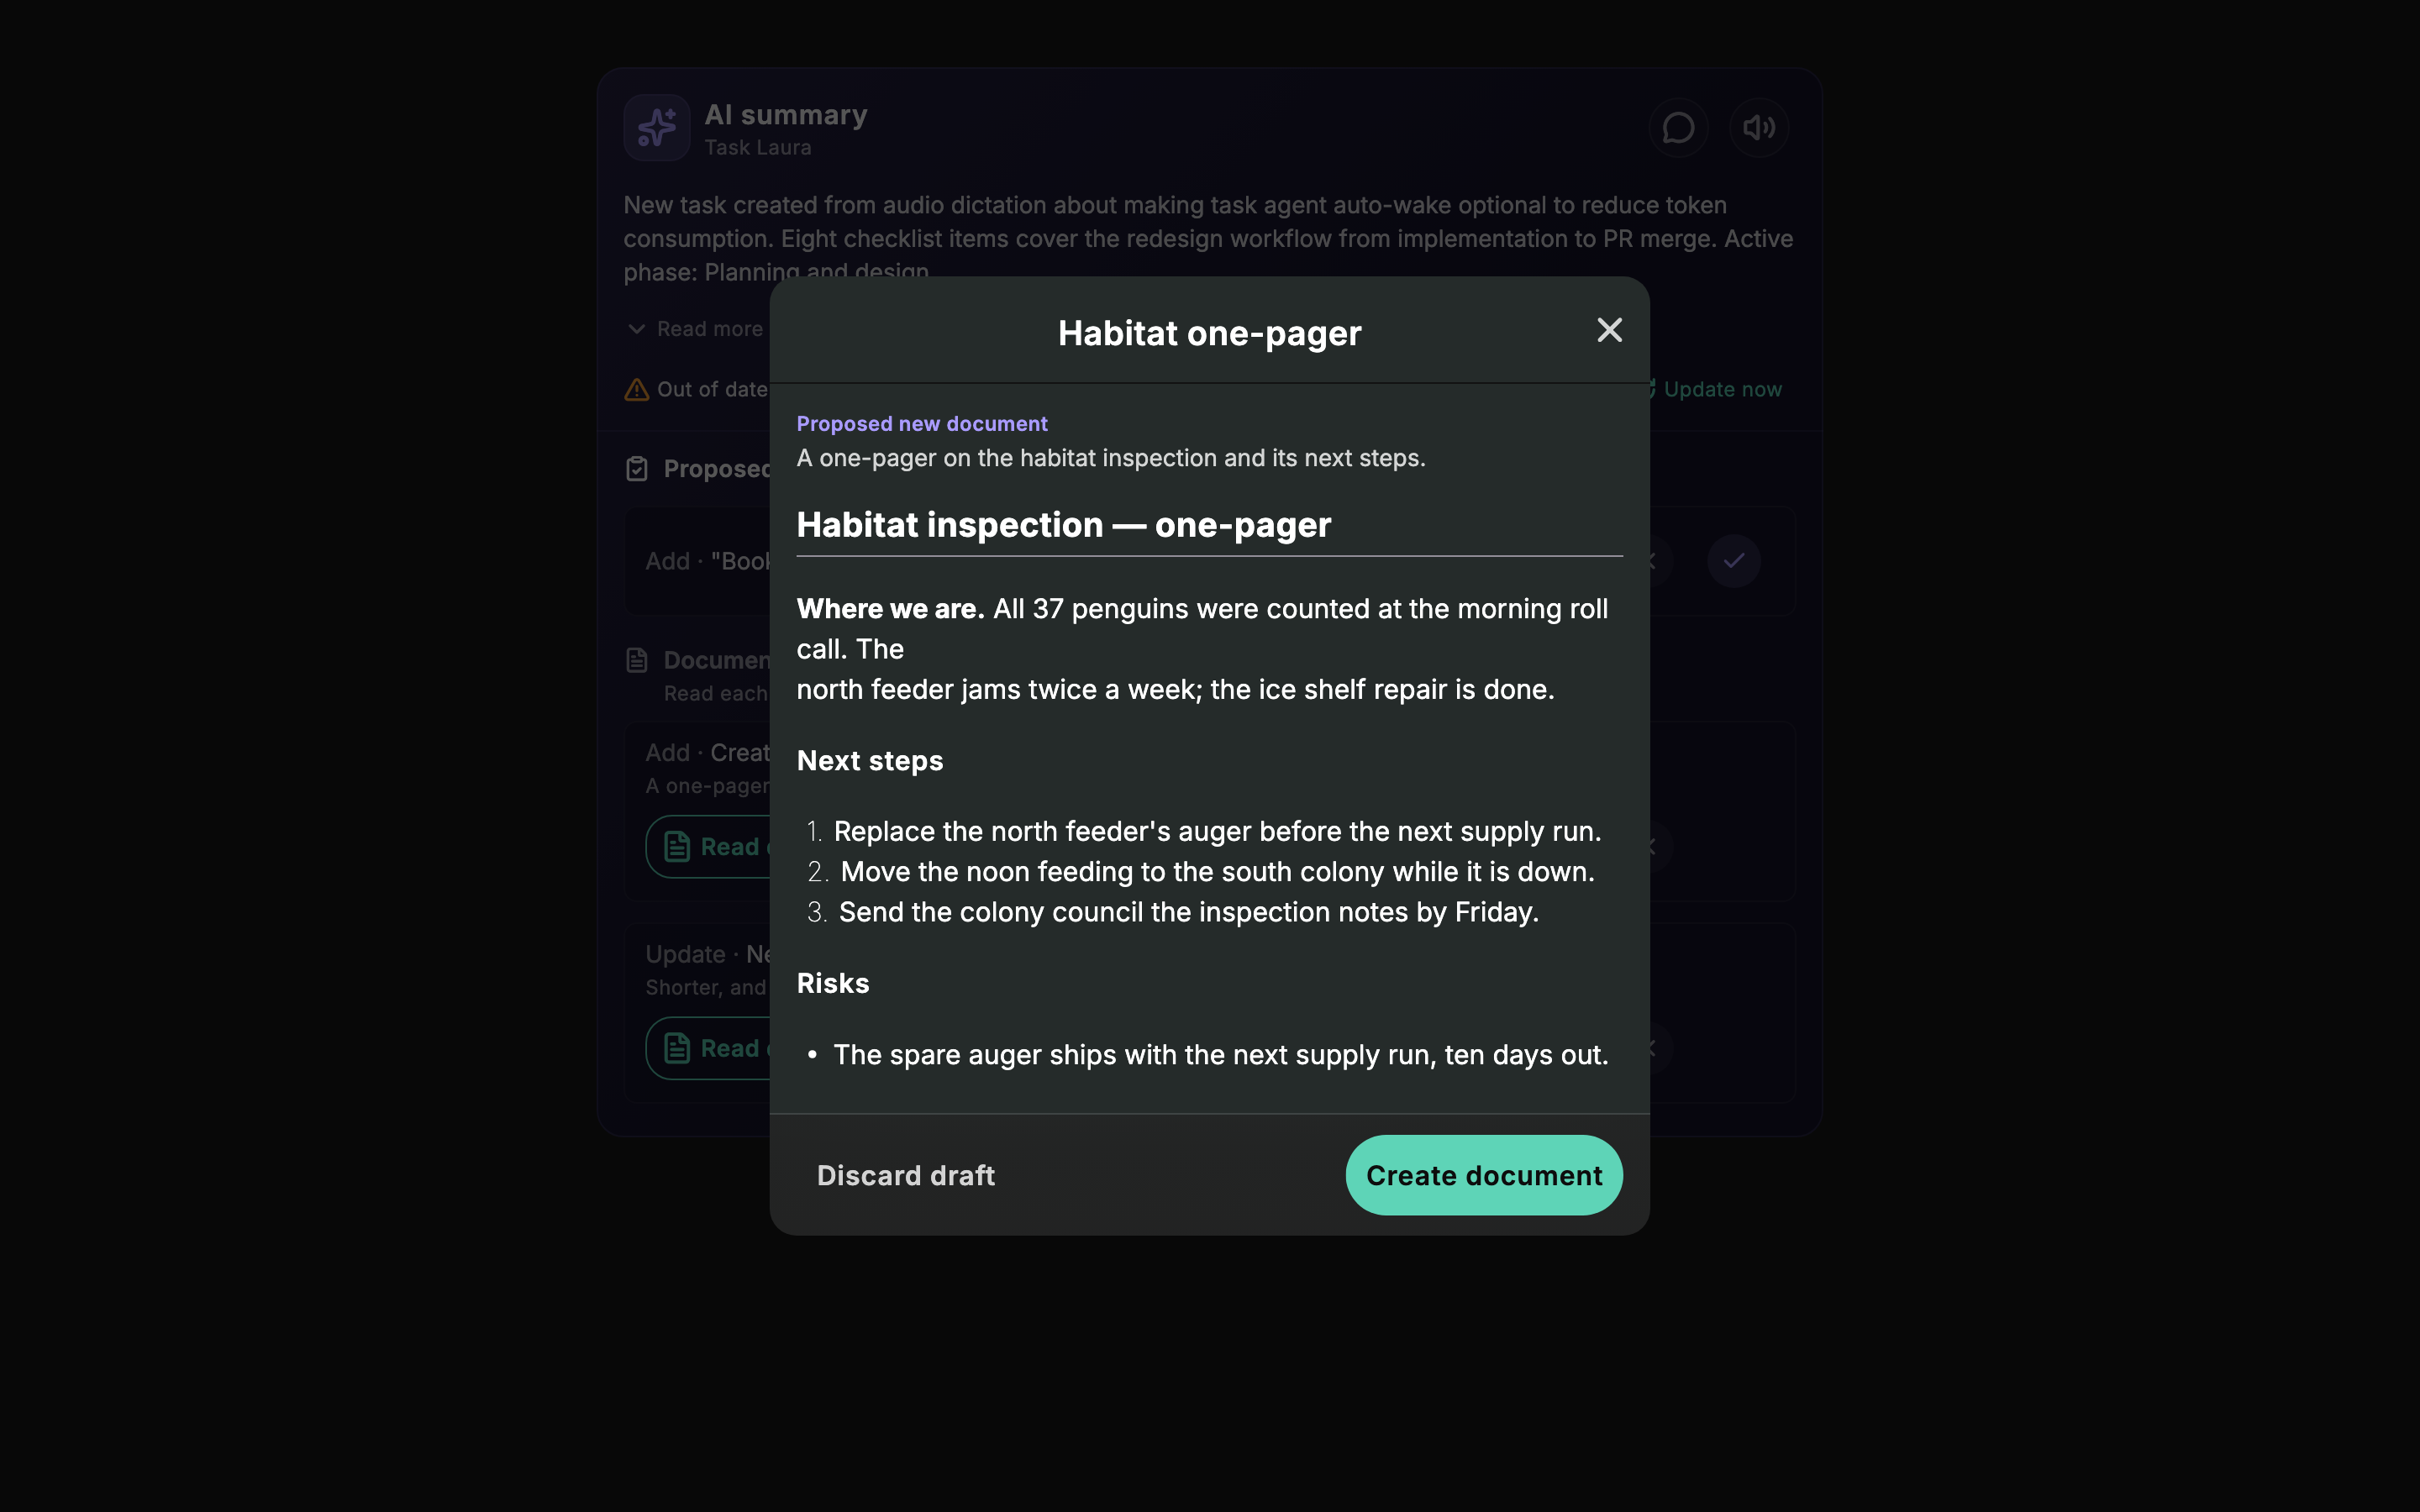 AI summary
Task Laura
New task created from audio dictation about making task agent auto-wake optional to reduce token
consumption. Eight checklist items cover the redesign workflow from implementation to PR merge. Active
phase: Planning and design
Read more
Out of date
Update now
Proposed
Add · "Book
Documen
Read each
Add · Creat
A one-pager
Read
Update · Ne
Shorter, and
Read
Habitat one-pager
Proposed new document
A one-pager on the habitat inspection and its next steps.
Habitat inspection — one-pager
Where we are. All 37 penguins were counted at the morning roll
call. The
north feeder jams twice a week; the ice shelf repair is done.
Next steps
1. Replace the north feeder's auger before the next supply run.
2. Move the noon feeding to the south colony while it is down.
3. Send the colony council the inspection notes by Friday.
Risks
• The spare auger ships with the next supply run, ten days out.
Discard draft
Create document